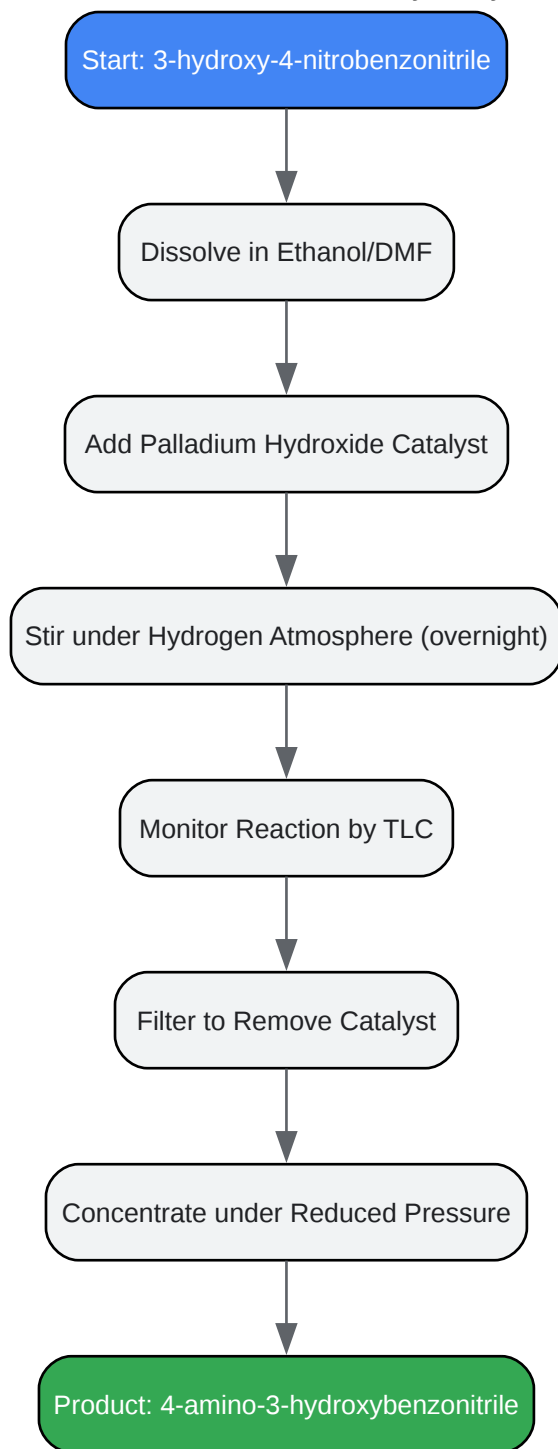 Start: 3-hydroxy-4-nitrobenzonitrile
Dissolve in Ethanol/DMF
Add Palladium Hydroxide Catalyst
Stir under Hydrogen Atmosphere (overnight)
Monitor Reaction by TLC
Filter to Remove Catalyst
Concentrate under Reduced Pressure
Product: 4-amino-3-hydroxybenzonitrile